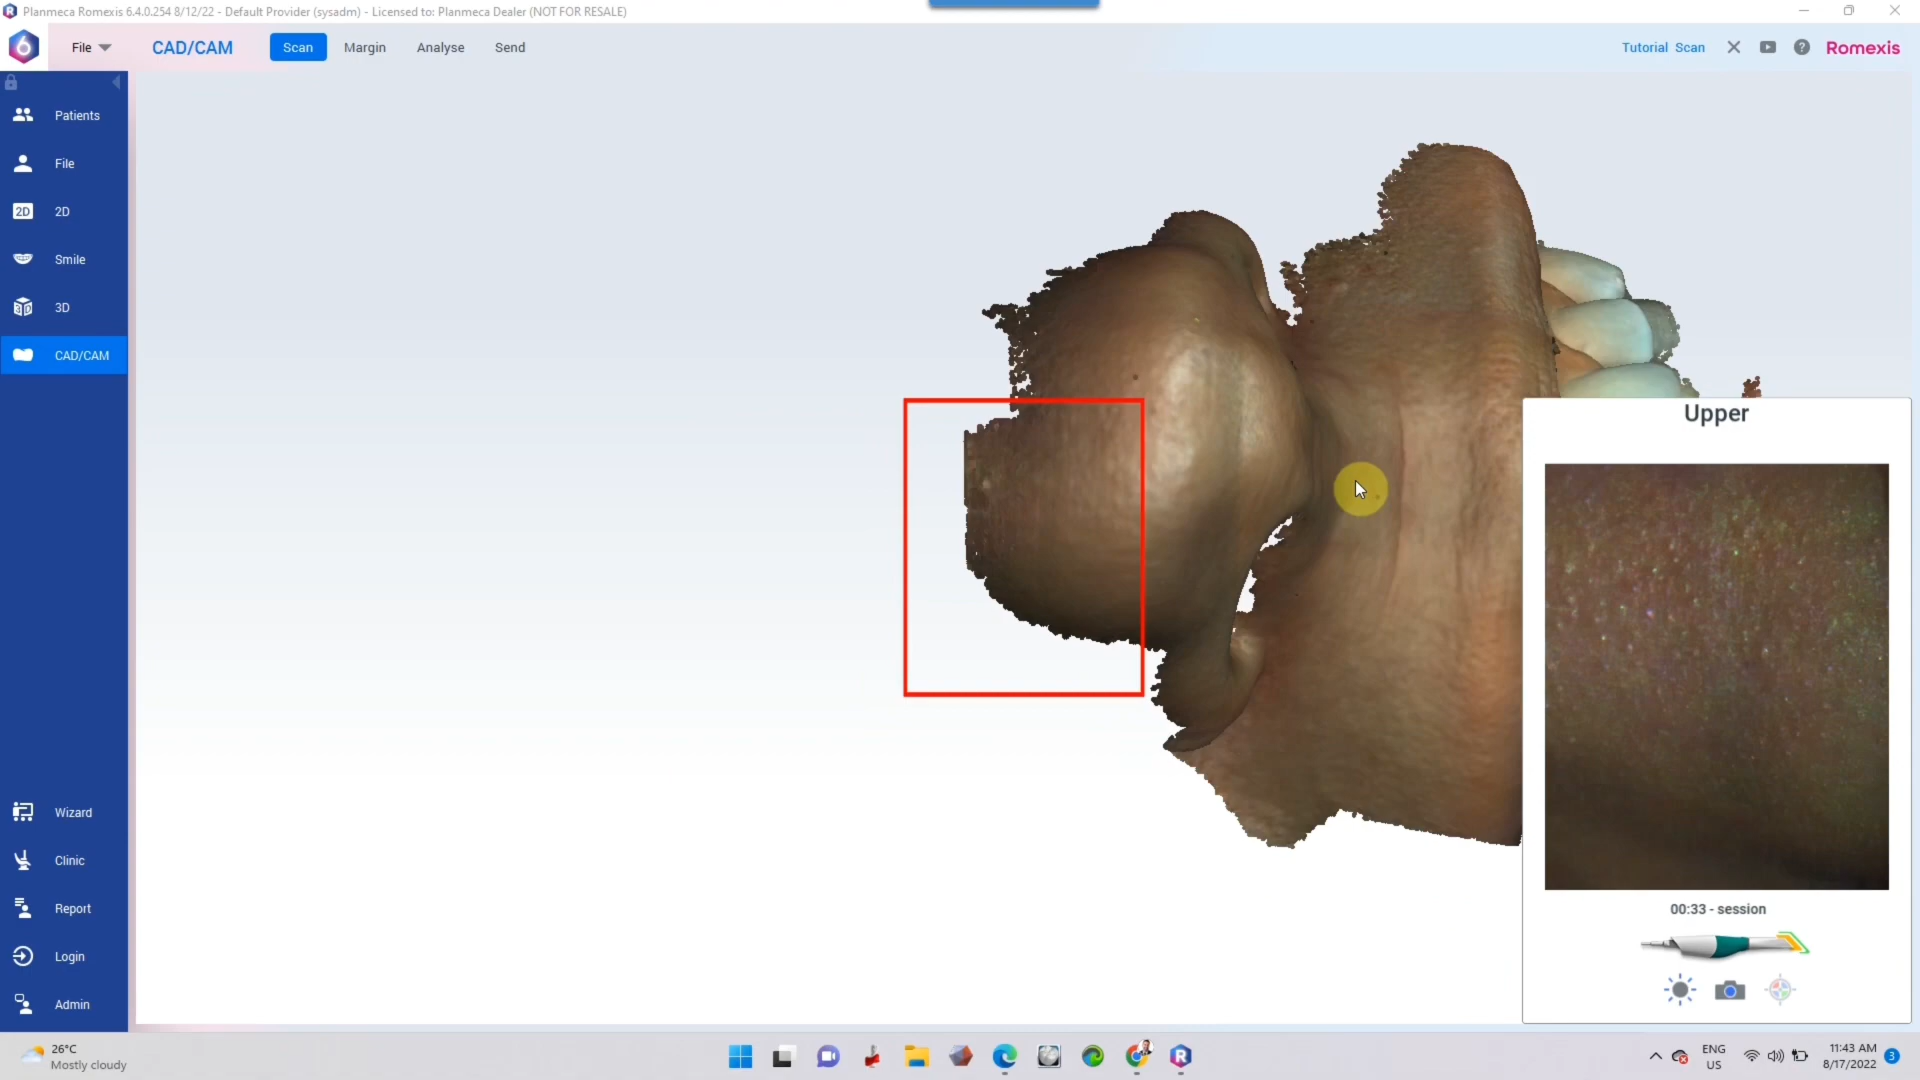 Planmeca Romexis 6.4.0.254 8/12/22 - Default Provider (sysadm) - Licensed to: Planmeca Dealer (NOT FOR RESALE)
6 File CAD/CAM Scan Margin Analyse Send Tutorial Scan Romexis
Patients
File
2D 2D
Smile
3D 3D
CAD/CAM
Upper
Wizard
Clinic
Report
Login
Admin
00:33 - session
26°C
Mostly cloudy
ENG
US
11:43 AM
8/17/2022
3